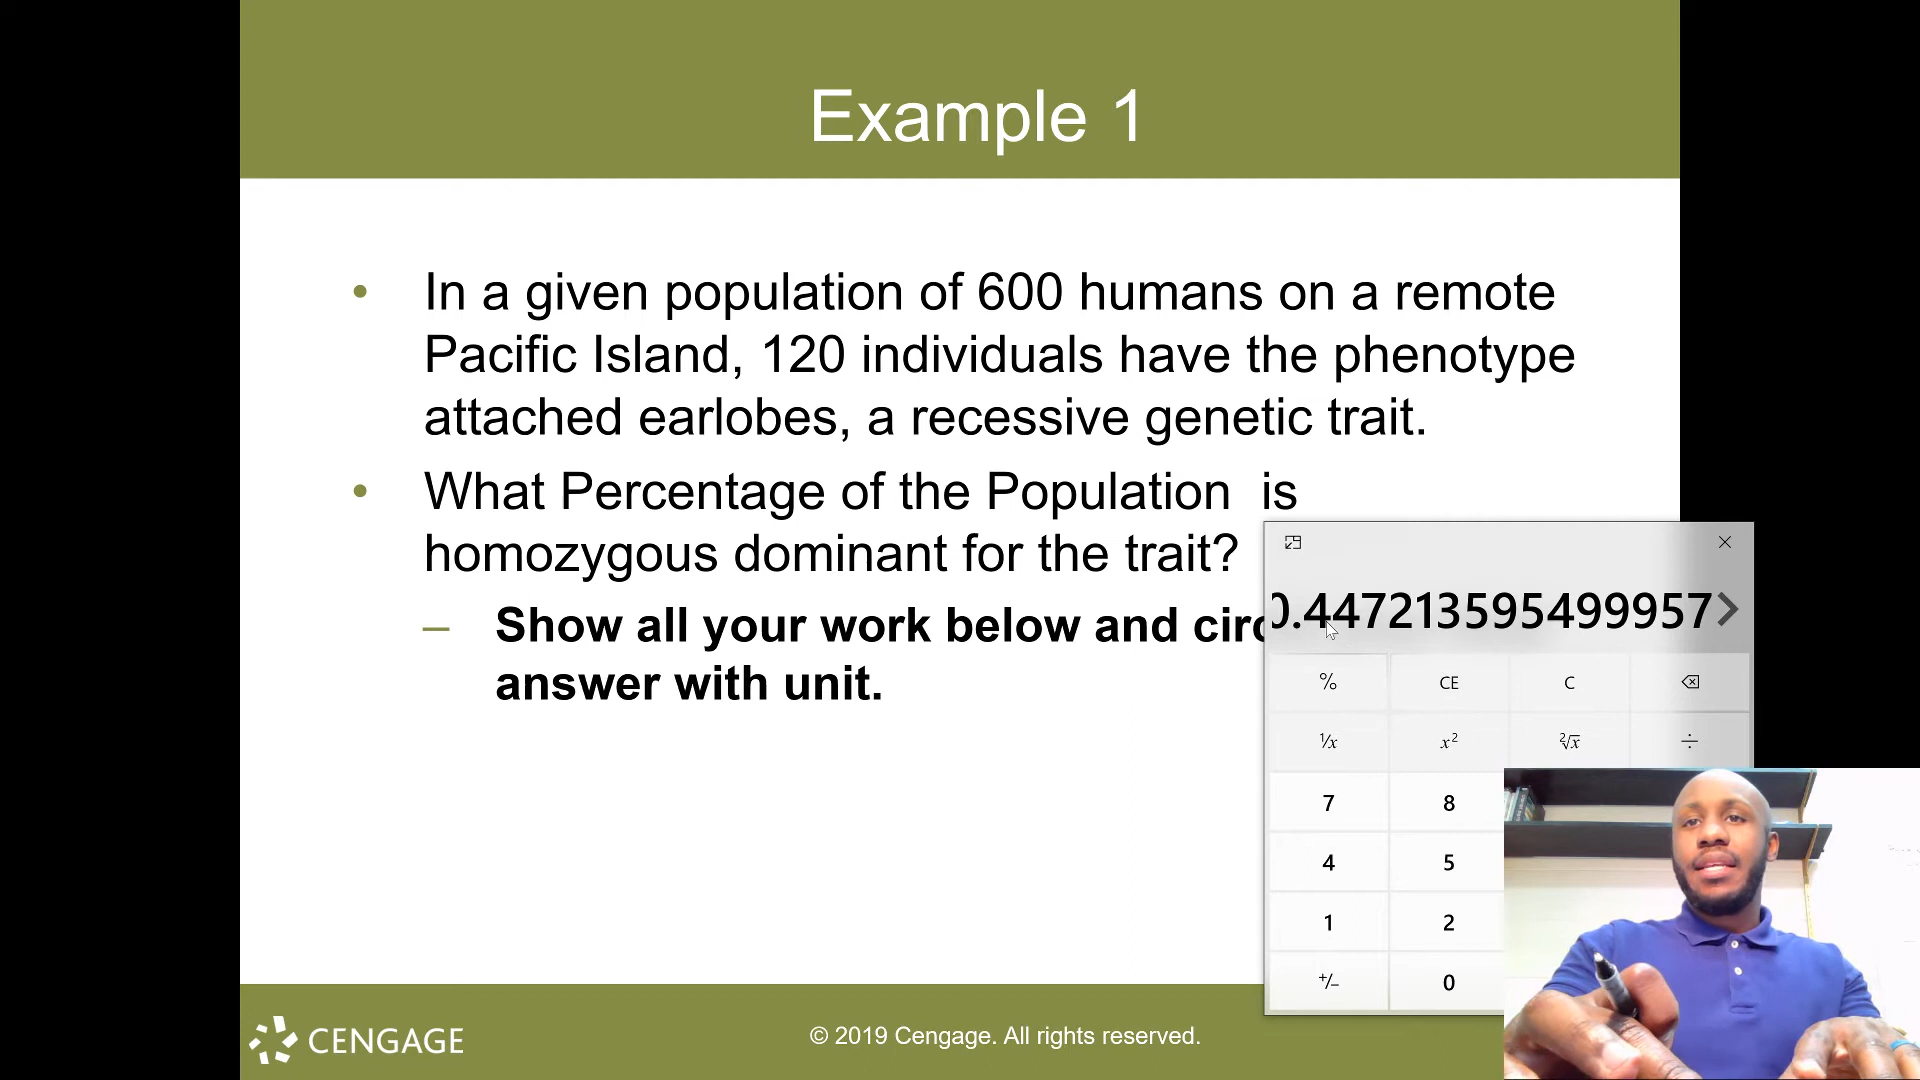 Example 1
• In a given population of 600 humans on a remote
Pacific Island, 120 individuals have the phenotype
attached earlobes, a recessive genetic trait.
• What Percentage of the Population is
homozygous dominant for the trait?
– Show all your work below and circ
answer with unit.
0.447213595499957
% CE C
1/x x² ²√x ÷
7 8
4 5
1 2
+/- 0
CENGAGE
© 2019 Cengage. All rights reserved.